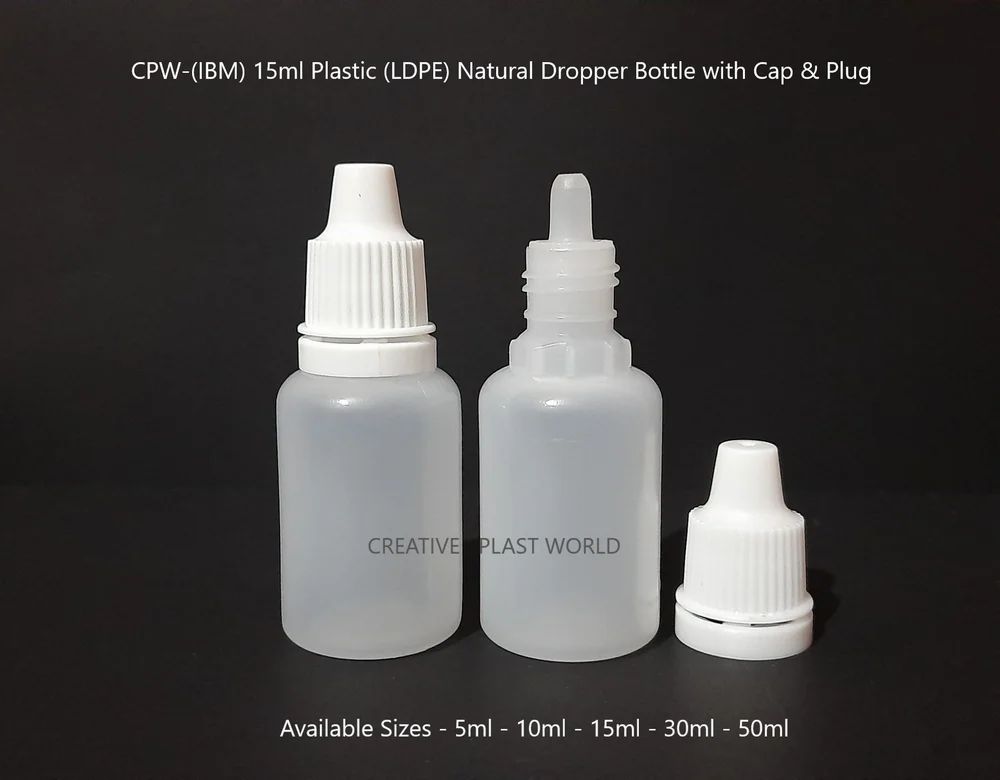 CPW-(IBM) 15ml Plastic (LDPE) Natural Dropper Bottle with Cap & Plug
CREATIVE PLAST WORLD
Available Sizes - 5ml - 10ml - 15ml - 30ml - 50ml